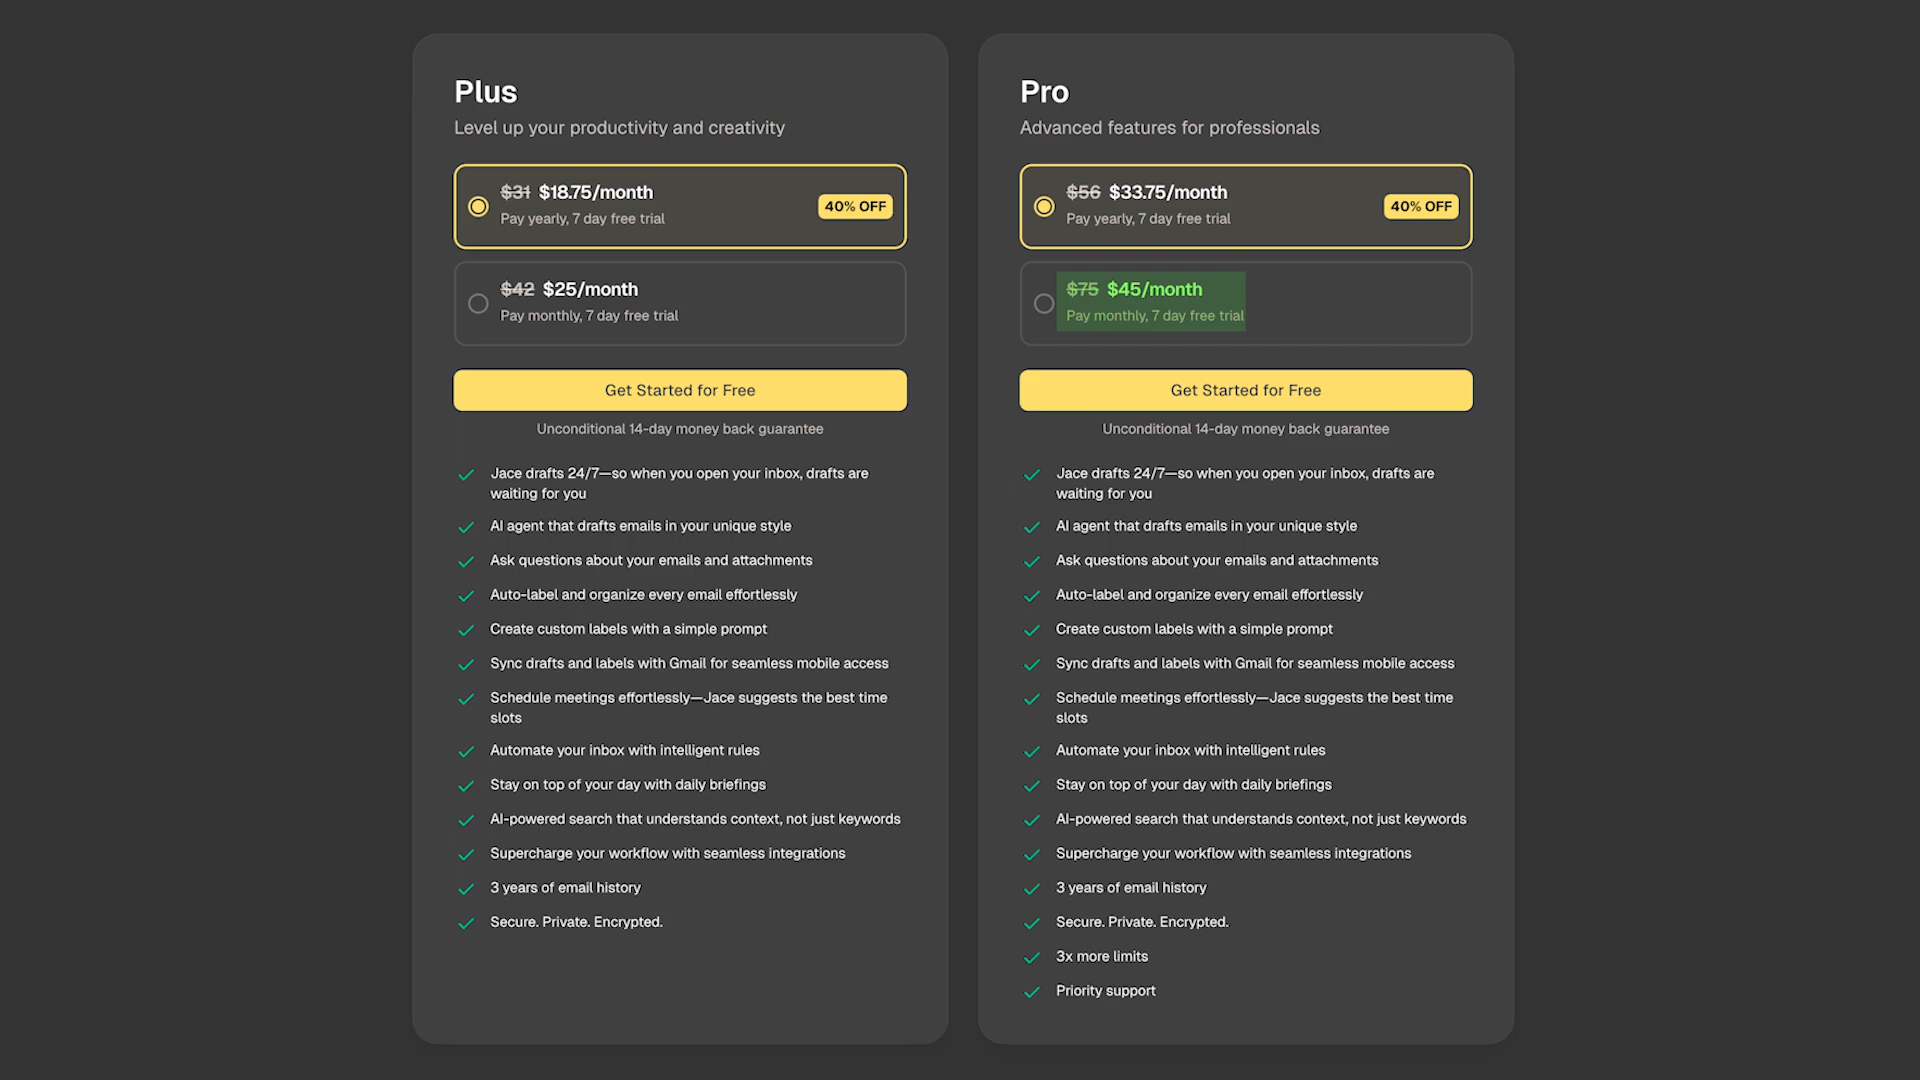 Plus
Level up your productivity and creativity
$31 $18.75/month
Pay yearly, 7 day free trial
40% OFF
$42 $25/month
Pay monthly, 7 day free trial
Get Started for Free
Unconditional 14-day money back guarantee
Jace drafts 24/7—so when you open your inbox, drafts are
waiting for you
AI agent that drafts emails in your unique style
Ask questions about your emails and attachments
Auto-label and organize every email effortlessly
Create custom labels with a simple prompt
Sync drafts and labels with Gmail for seamless mobile access
Schedule meetings effortlessly—Jace suggests the best time
slots
Automate your inbox with intelligent rules
Stay on top of your day with daily briefings
AI-powered search that understands context, not just keywords
Supercharge your workflow with seamless integrations
3 years of email history
Secure. Private. Encrypted.
Pro
Advanced features for professionals
$56 $33.75/month
Pay yearly, 7 day free trial
40% OFF
$75 $45/month
Pay monthly, 7 day free trial
Get Started for Free
Unconditional 14-day money back guarantee
Jace drafts 24/7—so when you open your inbox, drafts are
waiting for you
AI agent that drafts emails in your unique style
Ask questions about your emails and attachments
Auto-label and organize every email effortlessly
Create custom labels with a simple prompt
Sync drafts and labels with Gmail for seamless mobile access
Schedule meetings effortlessly—Jace suggests the best time
slots
Automate your inbox with intelligent rules
Stay on top of your day with daily briefings
AI-powered search that understands context, not just keywords
Supercharge your workflow with seamless integrations
3 years of email history
Secure. Private. Encrypted.
3x more limits
Priority support